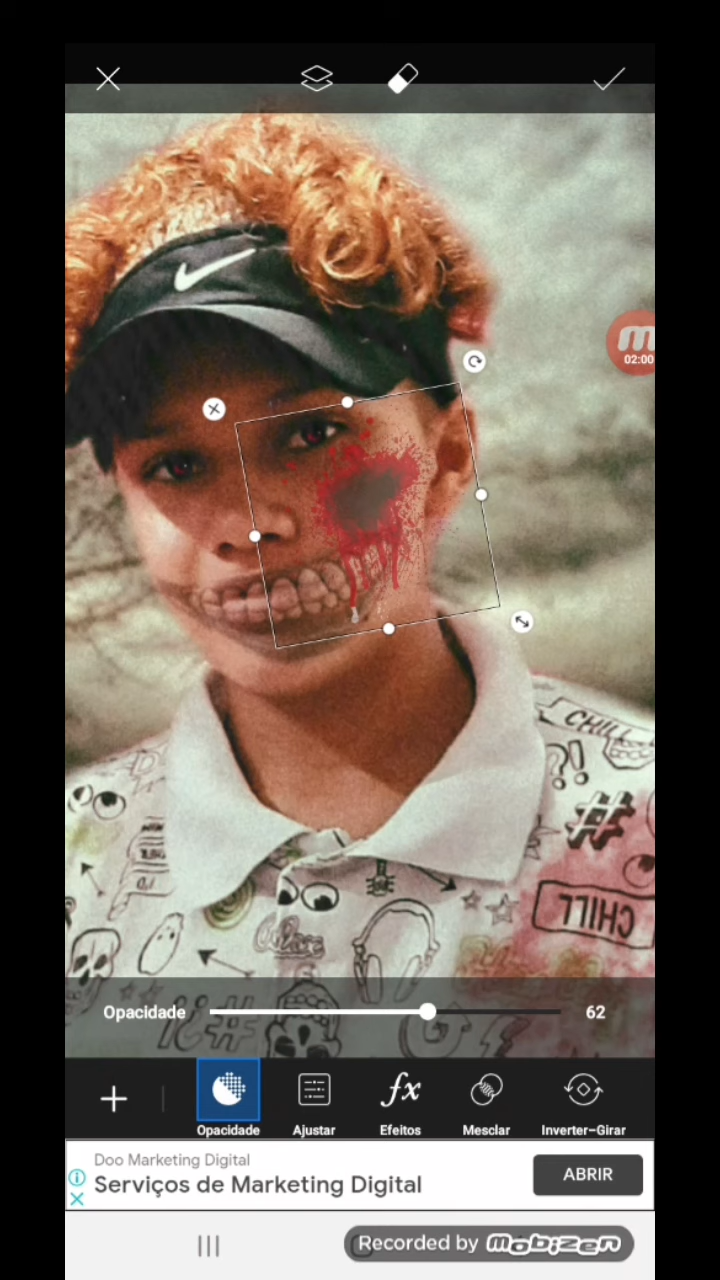 02:00
CHILL
?!
#
CHILL
Opacidade
62
Opacidade
Ajustar
fx
Efeitos
Mesclar
Inverter-Girar
Doo Marketing Digital
Serviços de Marketing Digital
ABRIR
Recorded by mobizen